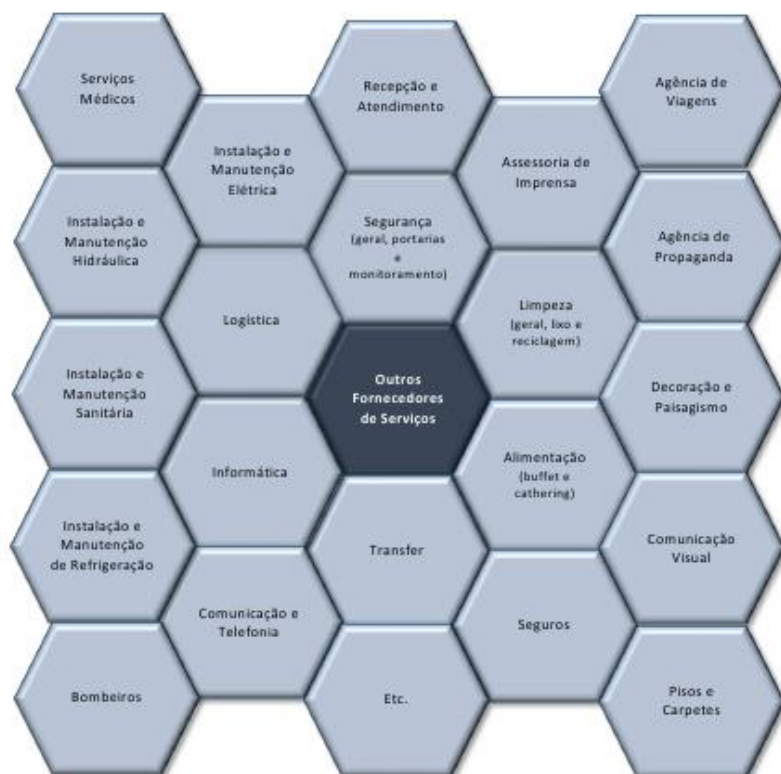 Serviços
Médicos
Recepção e
Atendimento
Agência de
Viagens
Instalação e
Manutenção
Elétrica
Assessoria de
Imprensa
Instalação e
Manutenção
Hidráulica
Segurança
(geral, portarias
e
monitoramento)
Agência de
Propaganda
Logística
Limpeza
(geral, lixo e
reciclagem)
Instalação e
Manutenção
Sanitária
Outros
Fornecedores
de Serviços
Decoração e
Paisagismo
Informática
Alimentação
(buffet e
cathering)
Instalação e
Manutenção
de Refrigeração
Transfer
Comunicação
Visual
Comunicação e
Telefonia
Seguros
Bombeiros
Etc.
Pisos e
Carpetes